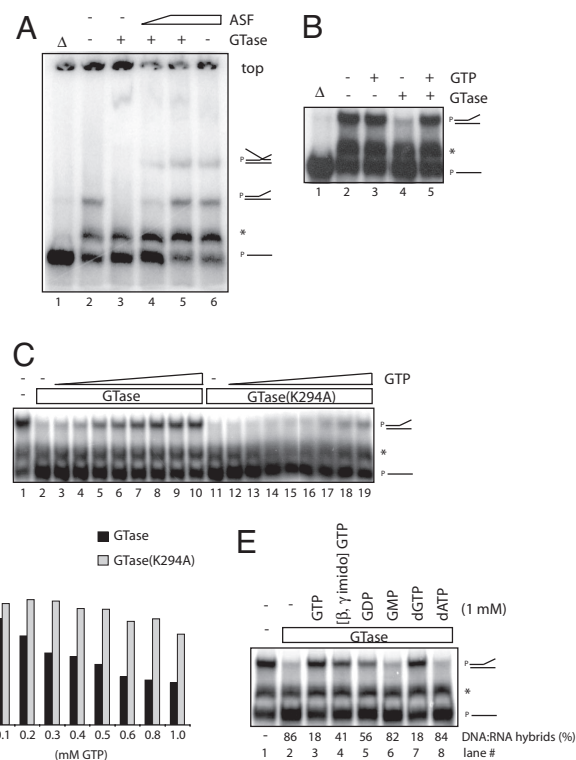 A
- - ASF
Δ - + + + - GTase
top
P
P
*
P
1 2 3 4 5 6
B
- + - + GTP
Δ - - + + GTase
P
*
P
1 2 3 4 5
C
- - GTP
- GTase GTase(K294A)
P
*
P
1 2 3 4 5 6 7 8 9 10 11 12 13 14 15 16 17 18 19
GTase
GTase(K294A)
0.1 0.2 0.3 0.4 0.5 0.6 0.8 1.0
(mM GTP)
E
- - GTP [β, γ imido] GTP GDP GMP dGTP dATP (1 mM)
- GTase
P
*
P
- 86 18 41 56 82 18 84 DNA:RNA hybrids (%)
1 2 3 4 5 6 7 8 lane #